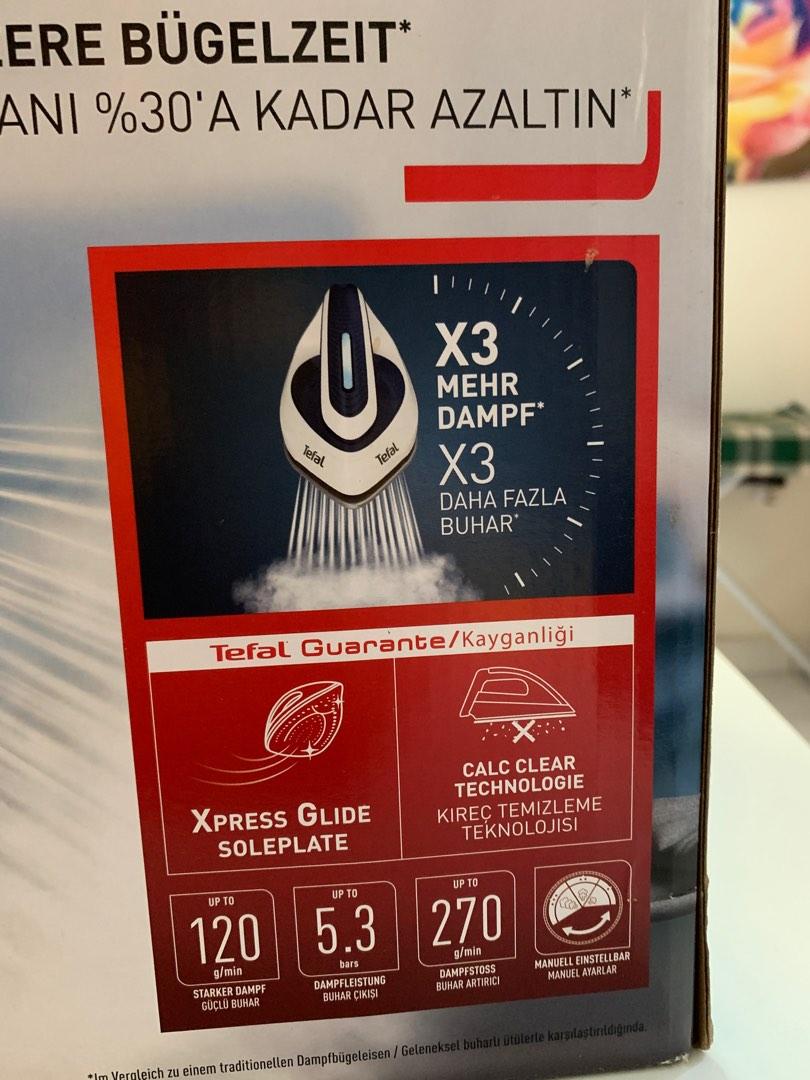 LERE BÜGELZEIT*
ANI %30'A KADAR AZALTIN*
X3
MEHR
DAMPF*
X3
DAHA FAZLA
BUHAR*
Tefal Tefal
Tefal Guarante/Kayganliği
XPRESS GLIDE
SOLEPLATE
CALC CLEAR
TECHNOLOGIE
KIREÇ TEMIZLEME
TEKNOLOJISI
UP TO
120
g/min
STARKER DAMPF
GÜÇLÜ BUHAR
UP TO
5.3
bars
DAMPFLEISTUNG
BUHAR ÇIKIŞI
UP TO
270
g/min
DAMPFSTOSS
BUHAR ARTIRICI
MANUELL EINSTELLBAR
MANUEL AYARLAR
*Im Vergleich zu einem traditionellen Dampfbügeleisen / Geleneksel buharlı ütülerle karşılaştırıldığında.